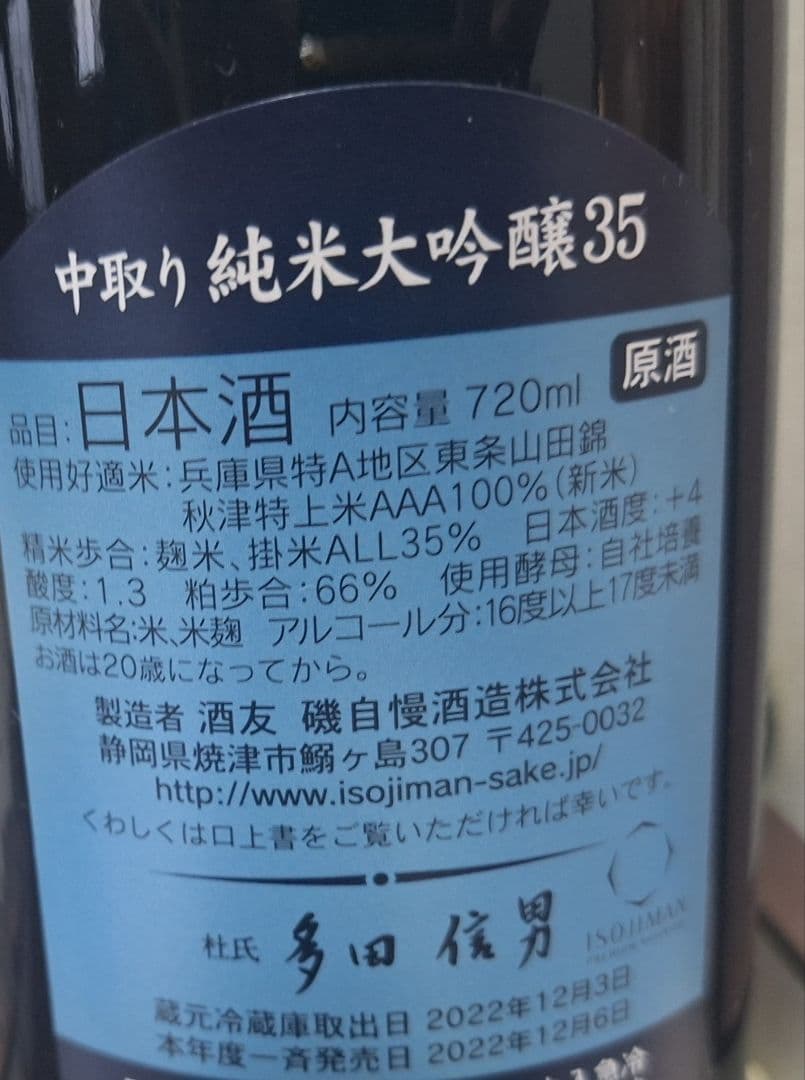 中取り 純米大吟醸35
原酒
品目:日本酒 内容量 720ml
使用好適米:兵庫県特A地区東条山田錦
秋津特上米AAA100%(新米)
精米歩合:麹米、掛米ALL35% 日本酒度:+4
酸度:1.3 粕歩合:66% 使用酵母:自社培養
原材料名:米、米麹 アルコール分:16度以上17度未満
お酒は20歳になってから。
製造者 酒友 磯自慢酒造株式会社
静岡県焼津市鰯ヶ島307 〒425-0032
http://www.isojiman-sake.jp/
くわしくは口上書をご覧いただければ幸いです。
杜氏 多田 信男
ISOJIMAN
蔵元冷蔵庫取出日 2022年12月3日
本年度一斉発売日 2022年12月6日